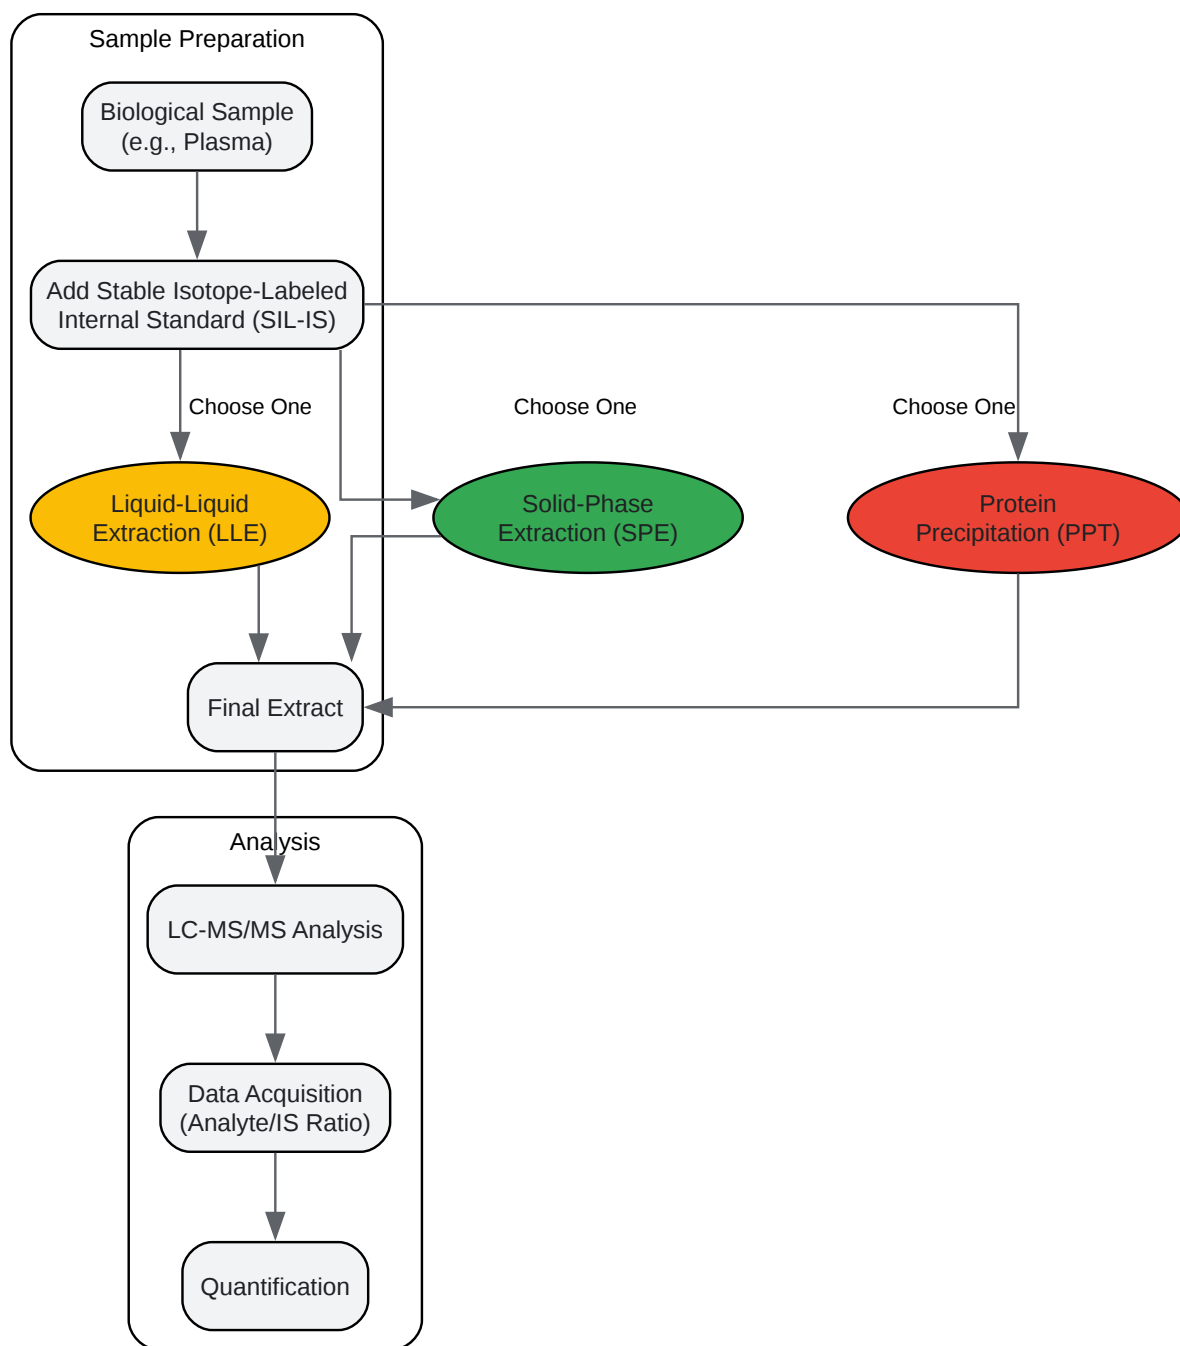 Sample Preparation
Biological Sample
(e.g., Plasma)
Add Stable Isotope-Labeled
Internal Standard (SIL-IS)
Choose One
Choose One
Choose One
Liquid-Liquid
Extraction (LLE)
Solid-Phase
Extraction (SPE)
Protein
Precipitation (PPT)
Final Extract
Analysis
LC-MS/MS Analysis
Data Acquisition
(Analyte/IS Ratio)
Quantification